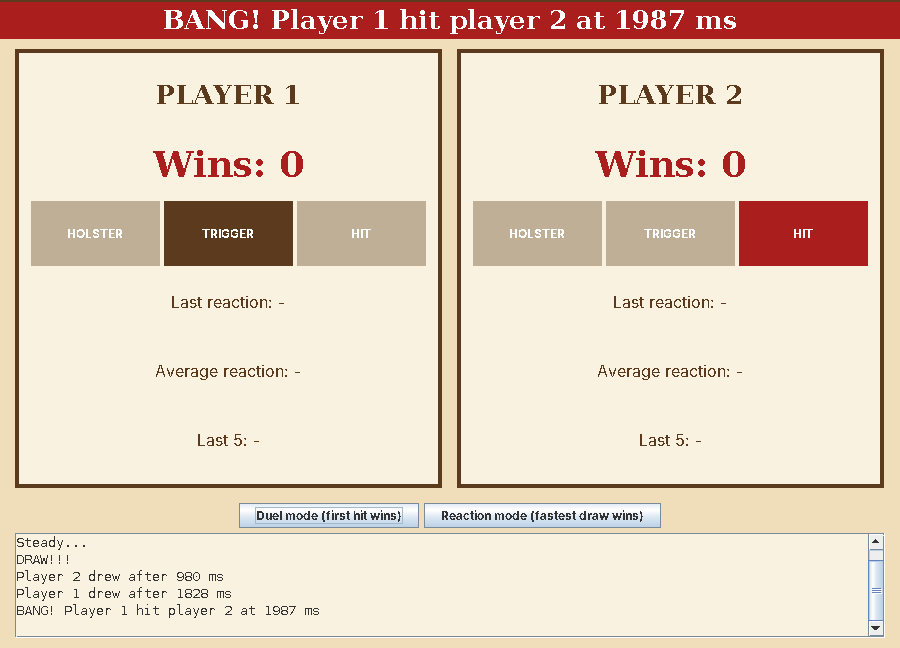 BANG! Player 1 hit player 2 at 1987 ms
PLAYER 1
Wins: 0
HOLSTER TRIGGER HIT
Last reaction: -
Average reaction: -
Last 5: -
PLAYER 2
Wins: 0
HOLSTER TRIGGER HIT
Last reaction: -
Average reaction: -
Last 5: -
Duel mode (first hit wins) Reaction mode (fastest draw wins)
Steady...
DRAW!!!
Player 2 drew after 980 ms
Player 1 drew after 1828 ms
BANG! Player 1 hit player 2 at 1987 ms